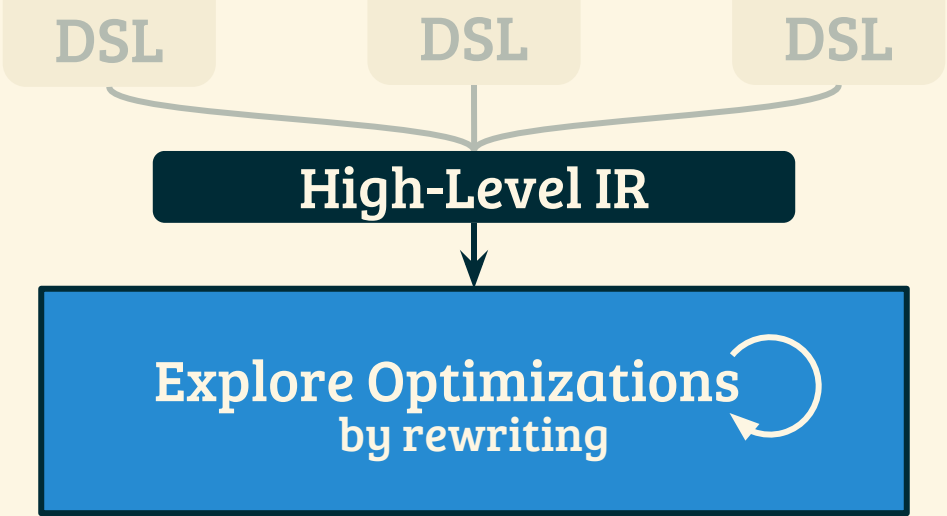 DSL DSL DSL
High-Level IR
Explore Optimizations
by rewriting